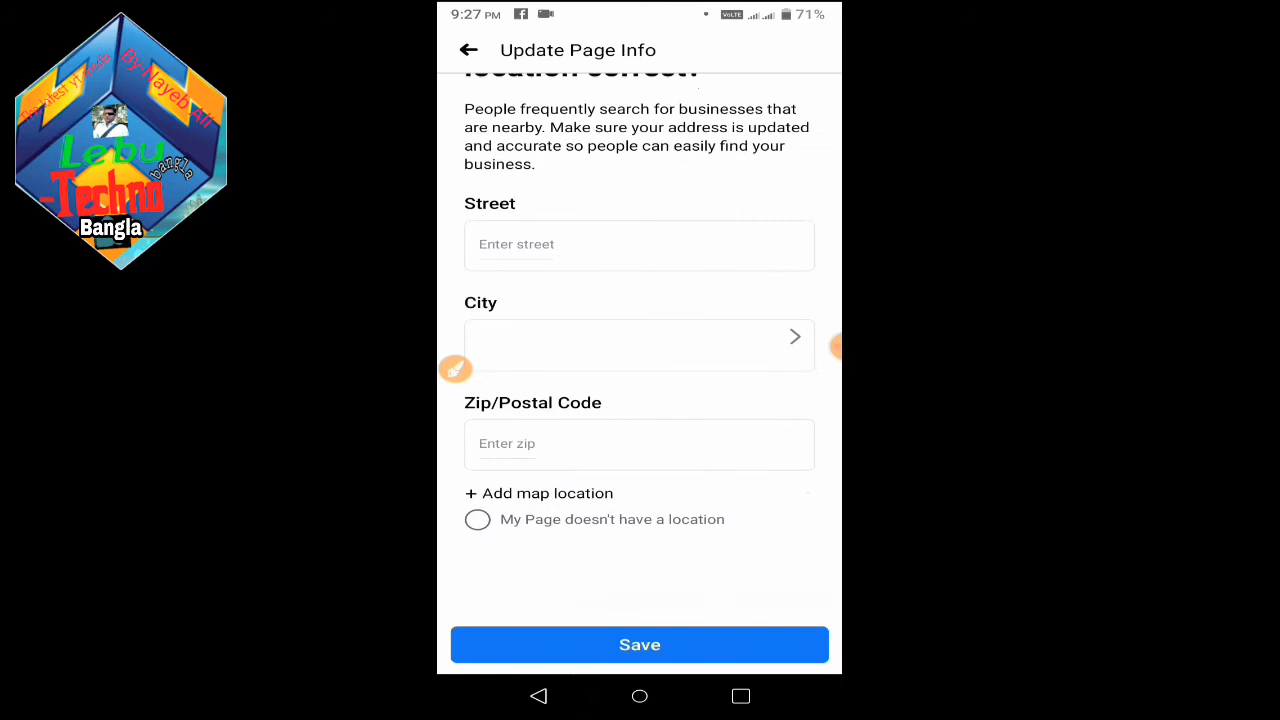 9:27 PM
VoLTE
71%
Update Page Info
People frequently search for businesses that
are nearby. Make sure your address is updated
and accurate so people can easily find your
business.
Street
Enter street
City
Zip/Postal Code
Enter zip
+ Add map location
My Page doesn't have a location
Save
By-Nayeb Ali
Lebu
bangla
-Techno
Bangla